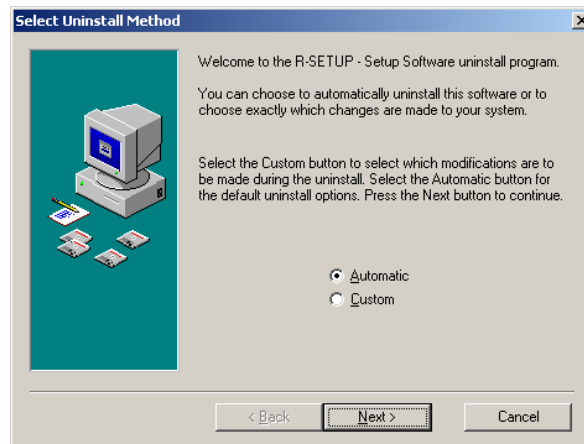 Select Uninstall Method
Welcome to the R-SETUP - Setup Software uninstall program.
You can choose to automatically uninstall this software or to
choose exactly which changes are made to your system.
Select the Custom button to select which modifications are to
be made during the uninstall. Select the Automatic button for
the default uninstall options. Press the Next button to continue.
Automatic
Custom
< Back
Next >
Cancel